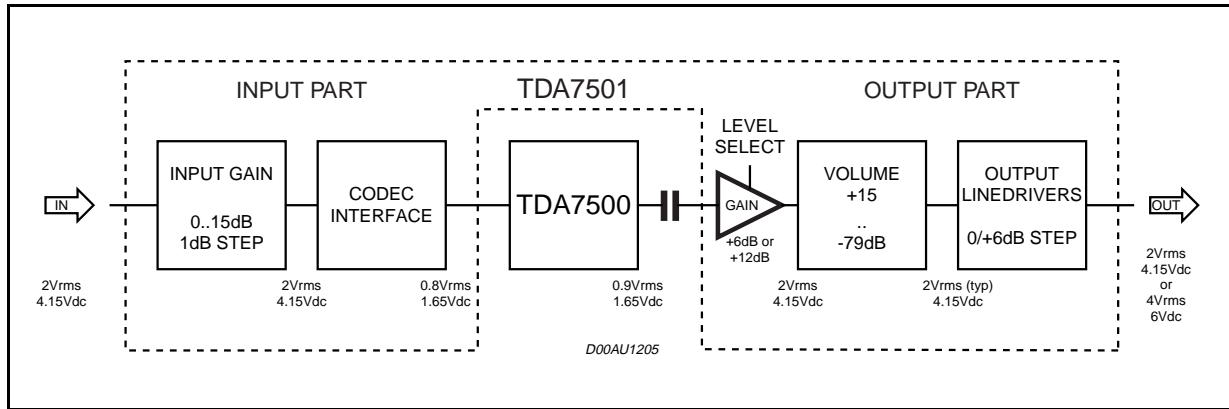 INPUT PART
TDA7501
OUTPUT PART
LEVEL
SELECT
IN
INPUT GAIN
0..15dB
1dB STEP
CODEC
INTERFACE
TDA7500
GAIN
+6dB or
+12dB
VOLUME
+15
..
-79dB
OUTPUT
LINEDRIVERS
0/+6dB STEP
OUT
2Vrms
4.15Vdc
2Vrms
4.15Vdc
0.8Vrms
1.65Vdc
0.9Vrms
1.65Vdc
2Vrms
4.15Vdc
2Vrms (typ)
4.15Vdc
2Vrms
4.15Vdc
or
4Vrms
6Vdc
D00AU1205